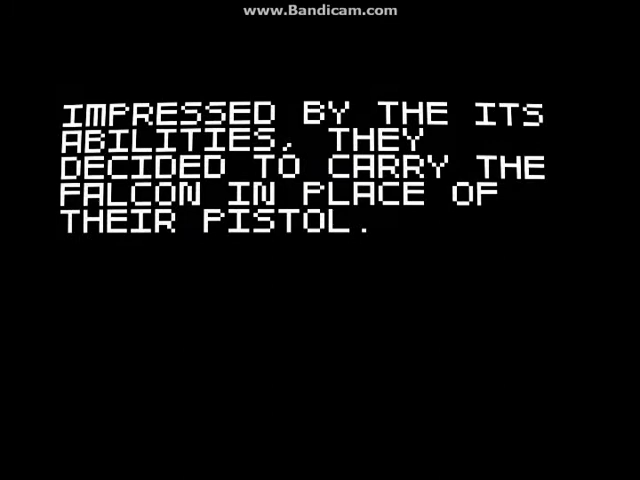 www.Bandicam.com
IMPRESSED BY THE ITS
ABILITIES, THEY
DECIDED TO CARRY THE
FALCON IN PLACE OF
THEIR PISTOL.